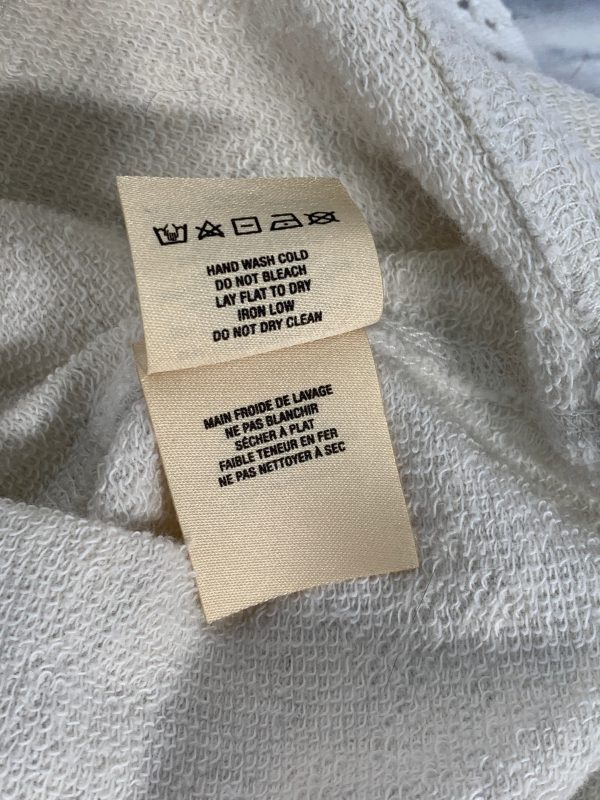 HAND WASH COLD
DO NOT BLEACH
LAY FLAT TO DRY
IRON LOW
DO NOT DRY CLEAN
MAIN FROIDE DE LAVAGE
NE PAS BLANCHIR
SÉCHER À PLAT
FAIBLE TENEUR EN FER
NE PAS NETTOYER À SEC